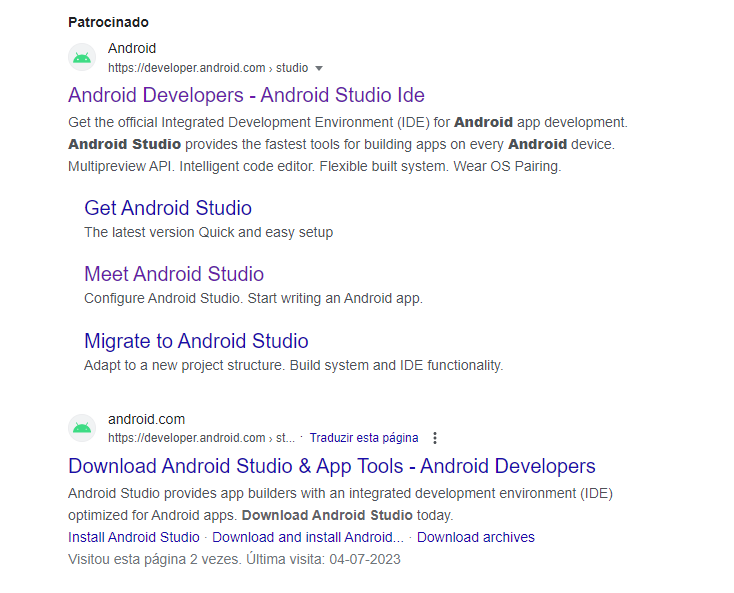 Patrocinado
Android
https://developer.android.com › studio
Android Developers - Android Studio Ide
Get the official Integrated Development Environment (IDE) for Android app development.
Android Studio provides the fastest tools for building apps on every Android device.
Multipreview API. Intelligent code editor. Flexible built system. Wear OS Pairing.
Get Android Studio
The latest version Quick and easy setup
Meet Android Studio
Configure Android Studio. Start writing an Android app.
Migrate to Android Studio
Adapt to a new project structure. Build system and IDE functionality.
android.com
https://developer.android.com › st... · Traduzir esta página
Download Android Studio & App Tools - Android Developers
Android Studio provides app builders with an integrated development environment (IDE)
optimized for Android apps. Download Android Studio today.
Install Android Studio · Download and install Android... · Download archives
Visitou esta página 2 vezes. Última visita: 04-07-2023